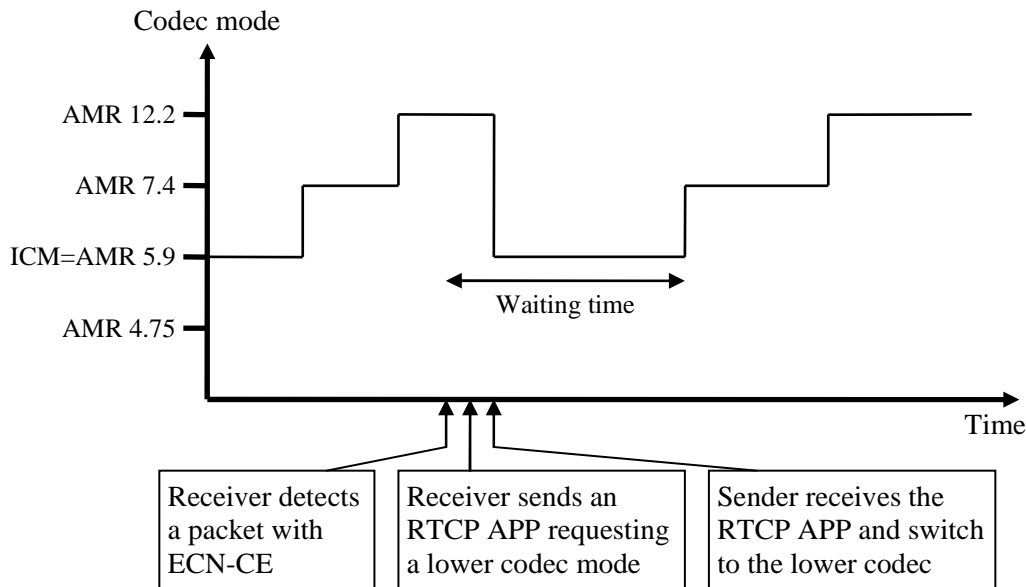 Codec mode
AMR 12.2
AMR 7.4
ICM=AMR 5.9
Waiting time
AMR 4.75
Time
Receiver detects
a packet with
ECN-CE
Receiver sends an
RTCP APP requesting
a lower codec mode
Sender receives the
RTCP APP and switch
to the lower codec